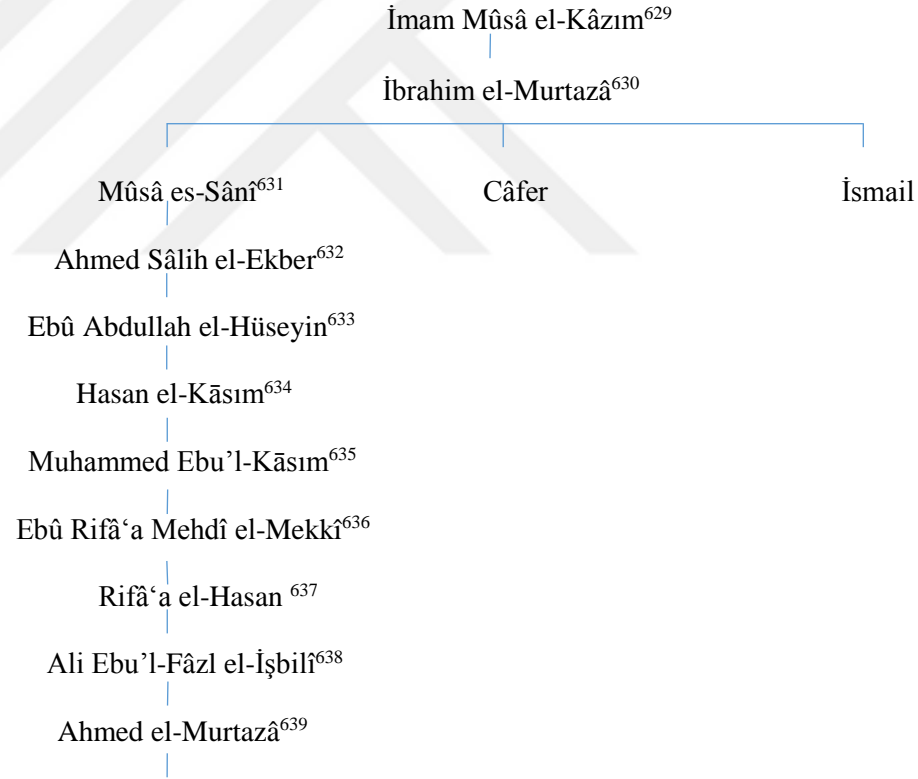 İmam Mûsâ el-Kâzım629
İbrahim el-Murtazâ630
Mûsâ es-Sânî631 Câfer İsmail
Ahmed Sâlih el-Ekber632
Ebû Abdullah el-Hüseyin633
Hasan el-Kāsım634
Muhammed Ebu’l-Kāsım635
Ebû Rifâ‘a Mehdî el-Mekkî636
Rifâ‘a el-Hasan 637
Ali Ebu’l-Fâzl el-İşbilî638
Ahmed el-Murtazâ639